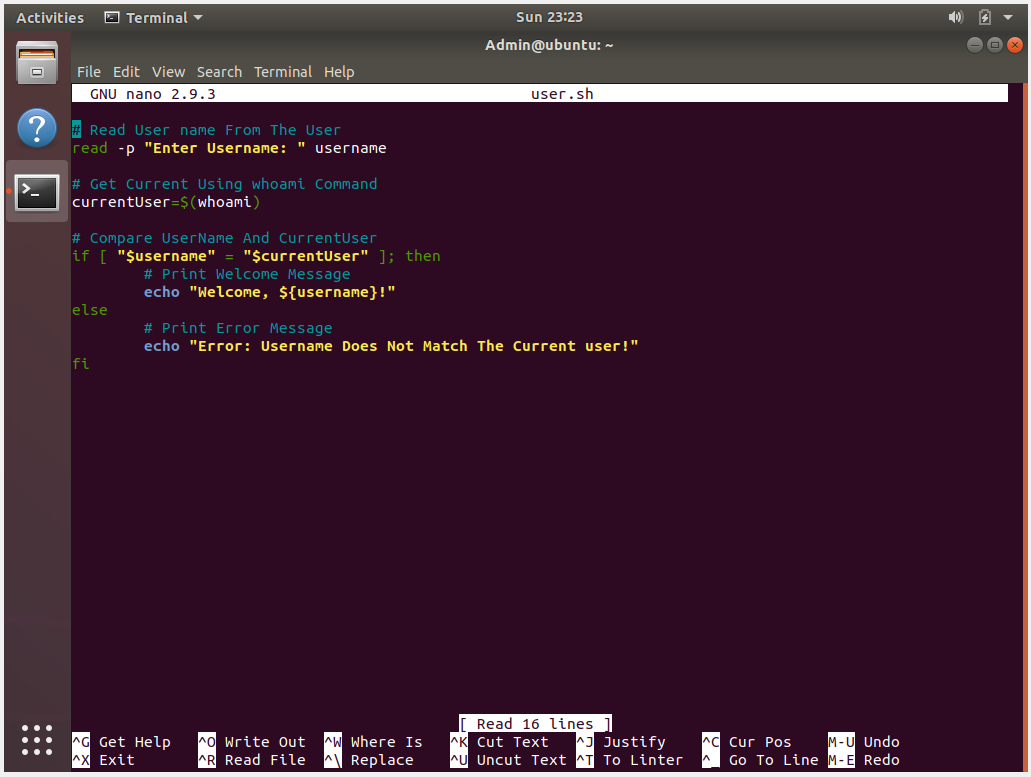 Activities Terminal Sun 23:23
Admin@ubuntu: ~
File Edit View Search Terminal Help
GNU nano 2.9.3 user.sh
# Read User name From The User
read -p "Enter Username: " username
# Get Current Using whoami Command
currentUser=$(whoami)
# Compare UserName And CurrentUser
if [ "$username" = "$currentUser" ]; then
# Print Welcome Message
echo "Welcome, ${username}!"
else
# Print Error Message
echo "Error: Username Does Not Match The Current user!"
fi
[ Read 16 lines ]
^G Get Help ^O Write Out ^W Where Is ^K Cut Text ^J Justify ^C Cur Pos M-U Undo
^X Exit ^R Read File ^\ Replace ^U Uncut Text ^T To Linter ^_ Go To Line M-E Redo